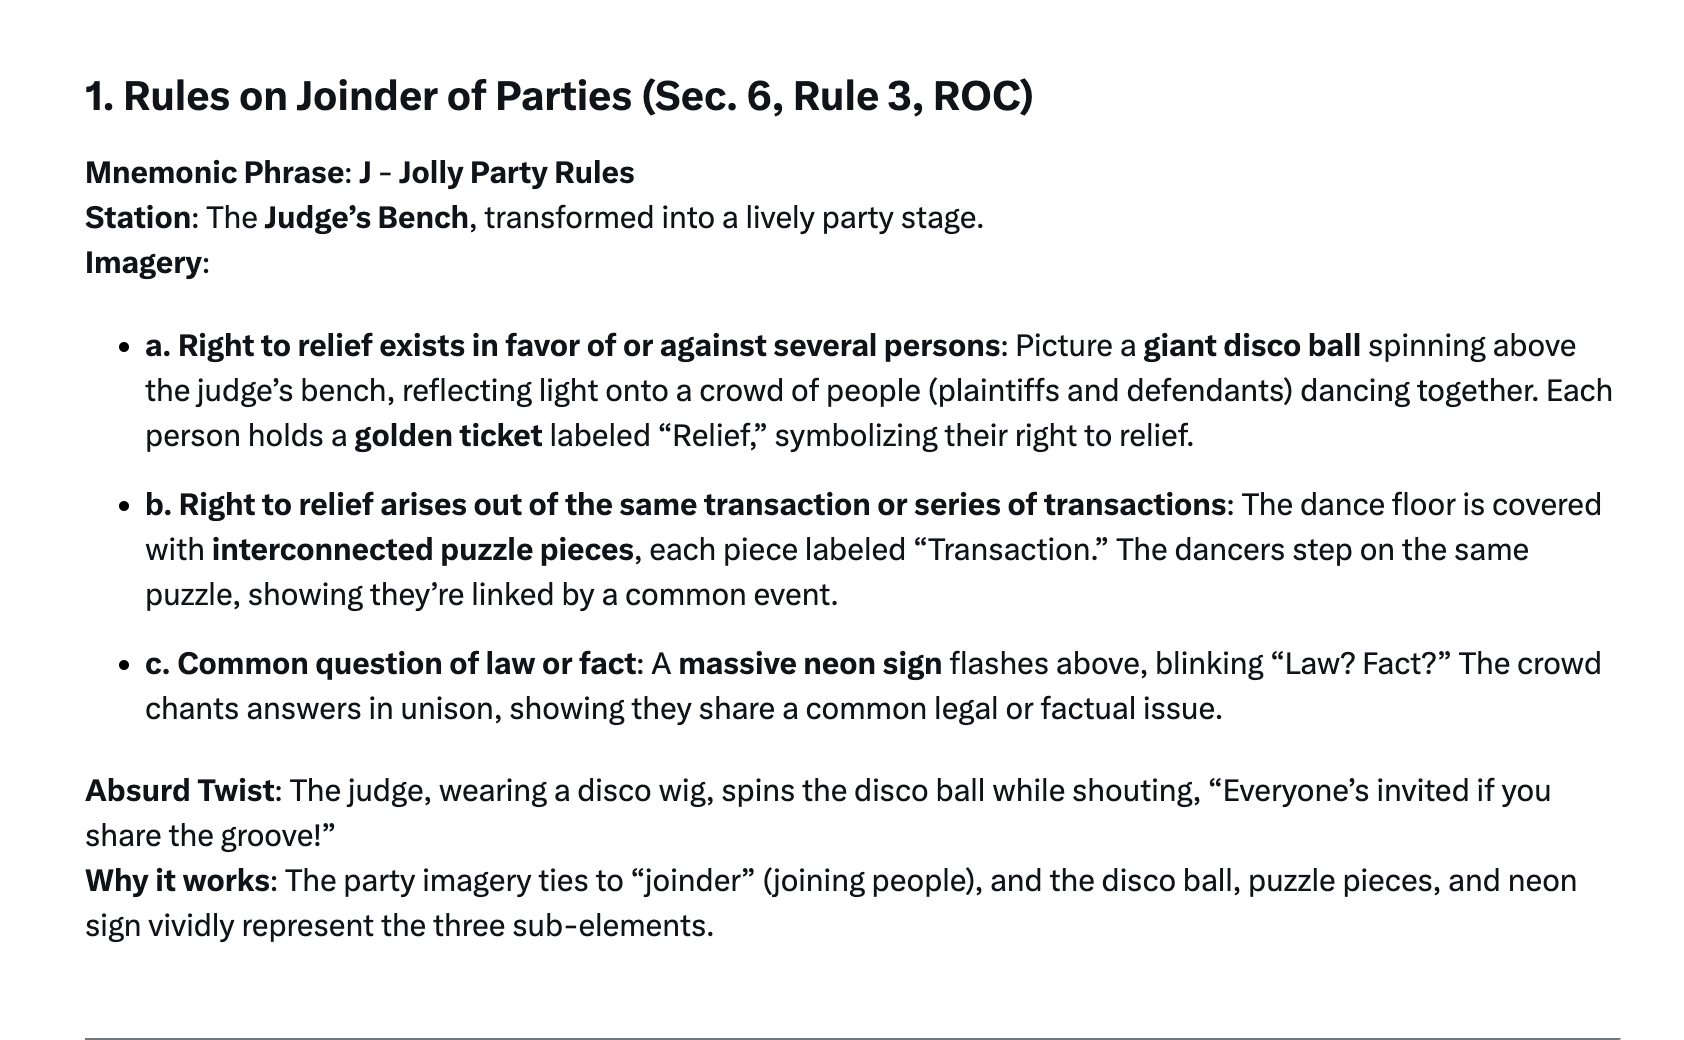 1. Rules on Joinder of Parties (Sec. 6, Rule 3, ROC)
Mnemonic Phrase: J - Jolly Party Rules
Station: The Judge’s Bench, transformed into a lively party stage.
Imagery:
• a. Right to relief exists in favor of or against several persons: Picture a giant disco ball spinning above
the judge’s bench, reflecting light onto a crowd of people (plaintiffs and defendants) dancing together. Each
person holds a golden ticket labeled “Relief,” symbolizing their right to relief.
• b. Right to relief arises out of the same transaction or series of transactions: The dance floor is covered
with interconnected puzzle pieces, each piece labeled “Transaction.” The dancers step on the same
puzzle, showing they’re linked by a common event.
• c. Common question of law or fact: A massive neon sign flashes above, blinking “Law? Fact?” The crowd
chants answers in unison, showing they share a common legal or factual issue.
Absurd Twist: The judge, wearing a disco wig, spins the disco ball while shouting, “Everyone’s invited if you
share the groove!”
Why it works: The party imagery ties to “joinder” (joining people), and the disco ball, puzzle pieces, and neon
sign vividly represent the three sub-elements.